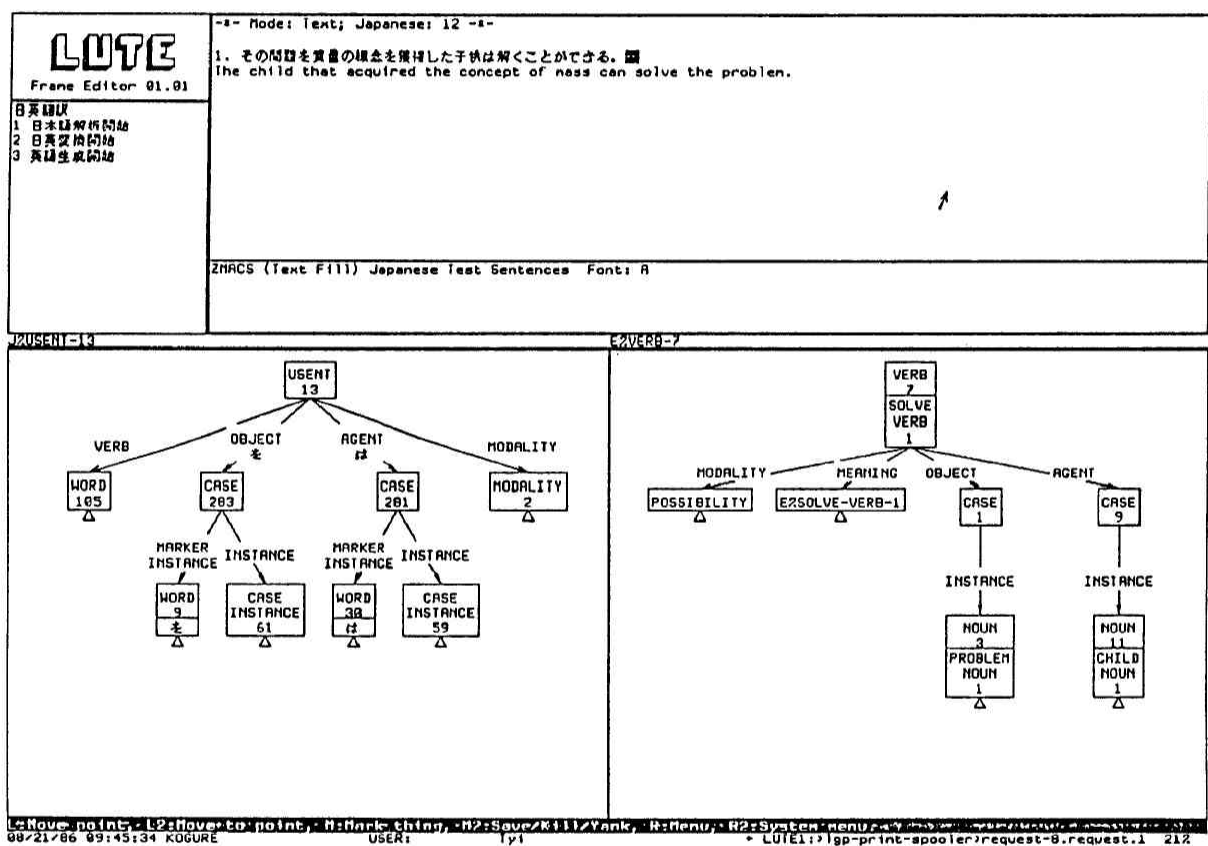 LUTE
Frame Editor 01.01
日英翻訳
1 日本語解析開始
2 日英変換開始
3 英語生成開始
-*- Mode: Text; Japanese: 12 -*-
1. その問題を質量の概念を獲得した子供は解くことができる。
The child that acquired the concept of mass can solve the problem.
ZMACS (Text Fill) Japanese Test Sentences Font: A
J%USENT-13
USENT
13
VERB
OBJECT
を
AGENT
は
MODALITY
WORD
105
CASE
283
CASE
281
MODALITY
2
MARKER
INSTANCE
INSTANCE
MARKER
INSTANCE
INSTANCE
WORD
9
を
CASE
INSTANCE
61
WORD
30
は
CASE
INSTANCE
59
E%VERB-7
VERB
7
SOLVE
VERB
1
MODALITY
MEANING
OBJECT
AGENT
POSSIBILITY
E%SOLVE-VERB-1
CASE
1
CASE
9
INSTANCE
INSTANCE
NOUN
3
PROBLEM
NOUN
1
NOUN
11
CHILD
NOUN
1
L:Move point, L2:Move to point, M:Mark thing, M2:Save/Kill/Yank, R:Menu, R2:System menu.
08/21/86 09:45:34 KOGURE USER: Tyi + LUTE1:>lgp-print-spooler>request-8.request.1 212